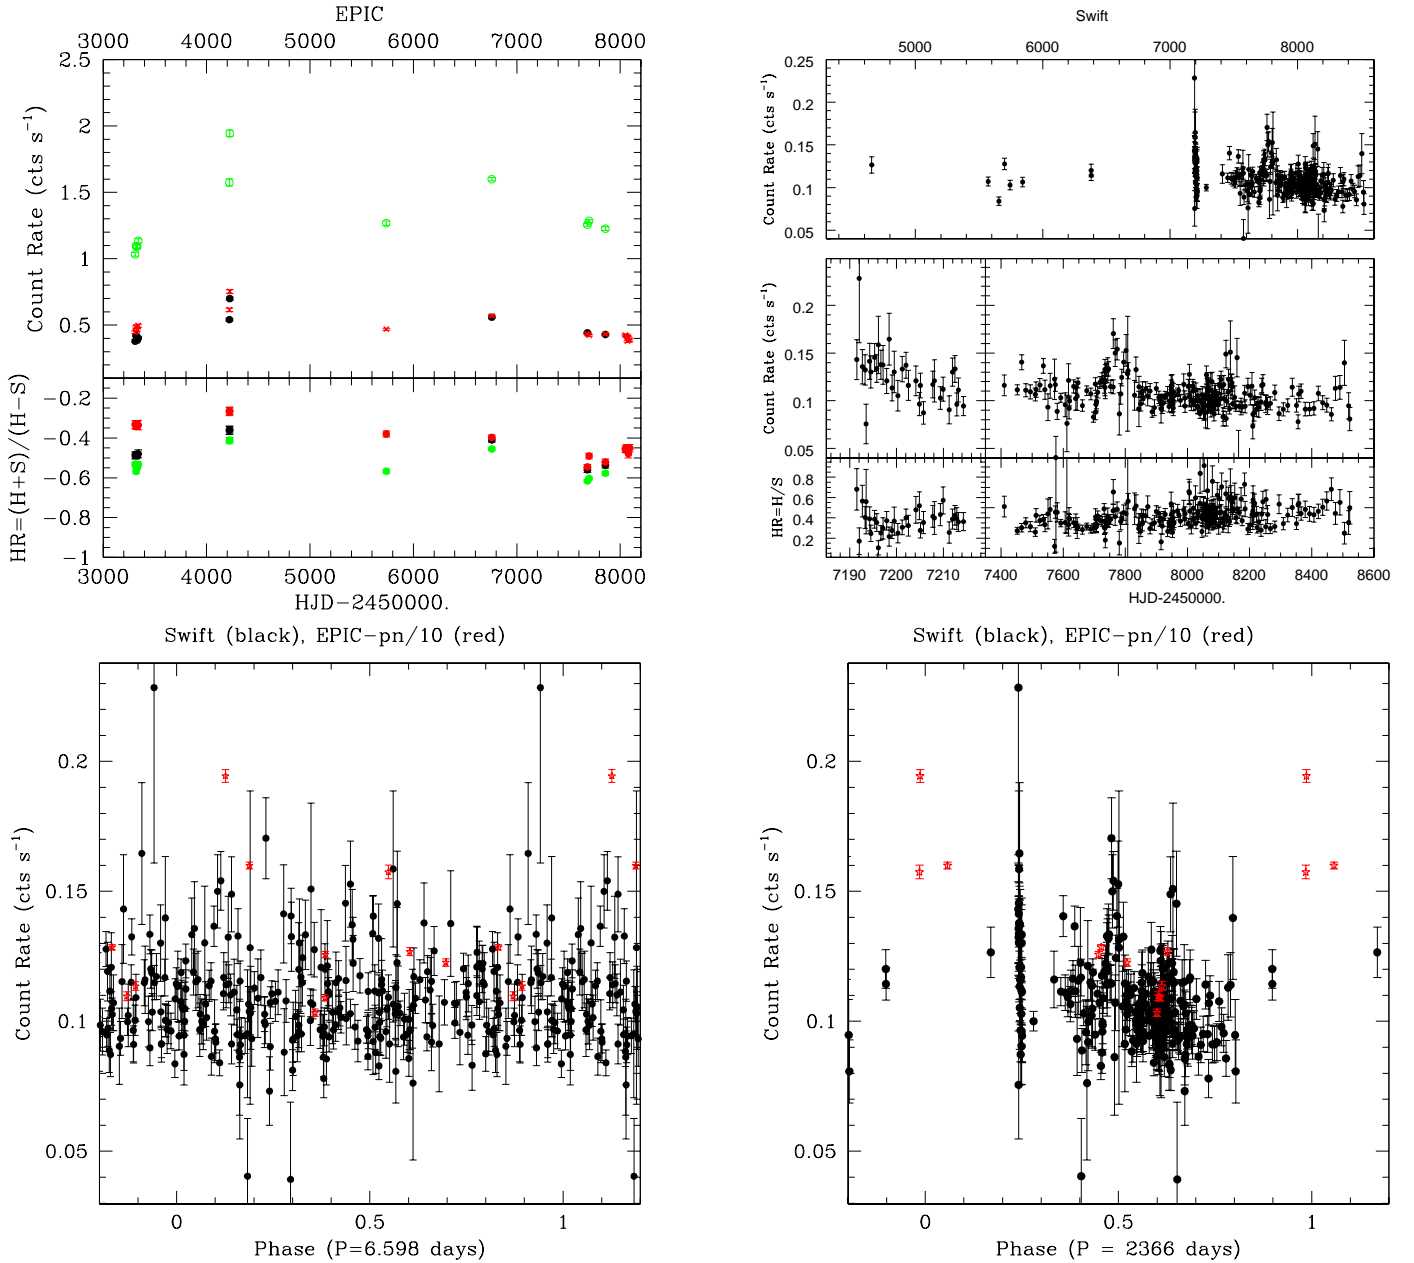 EPIC
3000 4000 5000 6000 7000 8000
2.5
2
1.5
1
0.5
Count Rate (cts s⁻¹)
−0.2
−0.4
−0.6
−0.8
−1
HR=(H+S)/(H−S)
3000 4000 5000 6000 7000 8000
HJD−2450000.
Swift
5000 6000 7000 8000
0.25
0.2
0.15
0.1
0.05
Count Rate (cts s⁻¹)
0.2
0.15
0.1
0.05
Count Rate (cts s⁻¹)
0.8
0.6
0.4
0.2
HR=H/S
7190 7200 7210 7400 7600 7800 8000 8200 8400 8600
HJD-2450000.
Swift (black), EPIC−pn/10 (red)
0.2
0.15
0.1
0.05
Count Rate (cts s⁻¹)
0 0.5 1
Phase (P=6.598 days)
Swift (black), EPIC−pn/10 (red)
0.2
0.15
0.1
0.05
Count Rate (cts s⁻¹)
0 0.5 1
Phase (P = 2366 days)